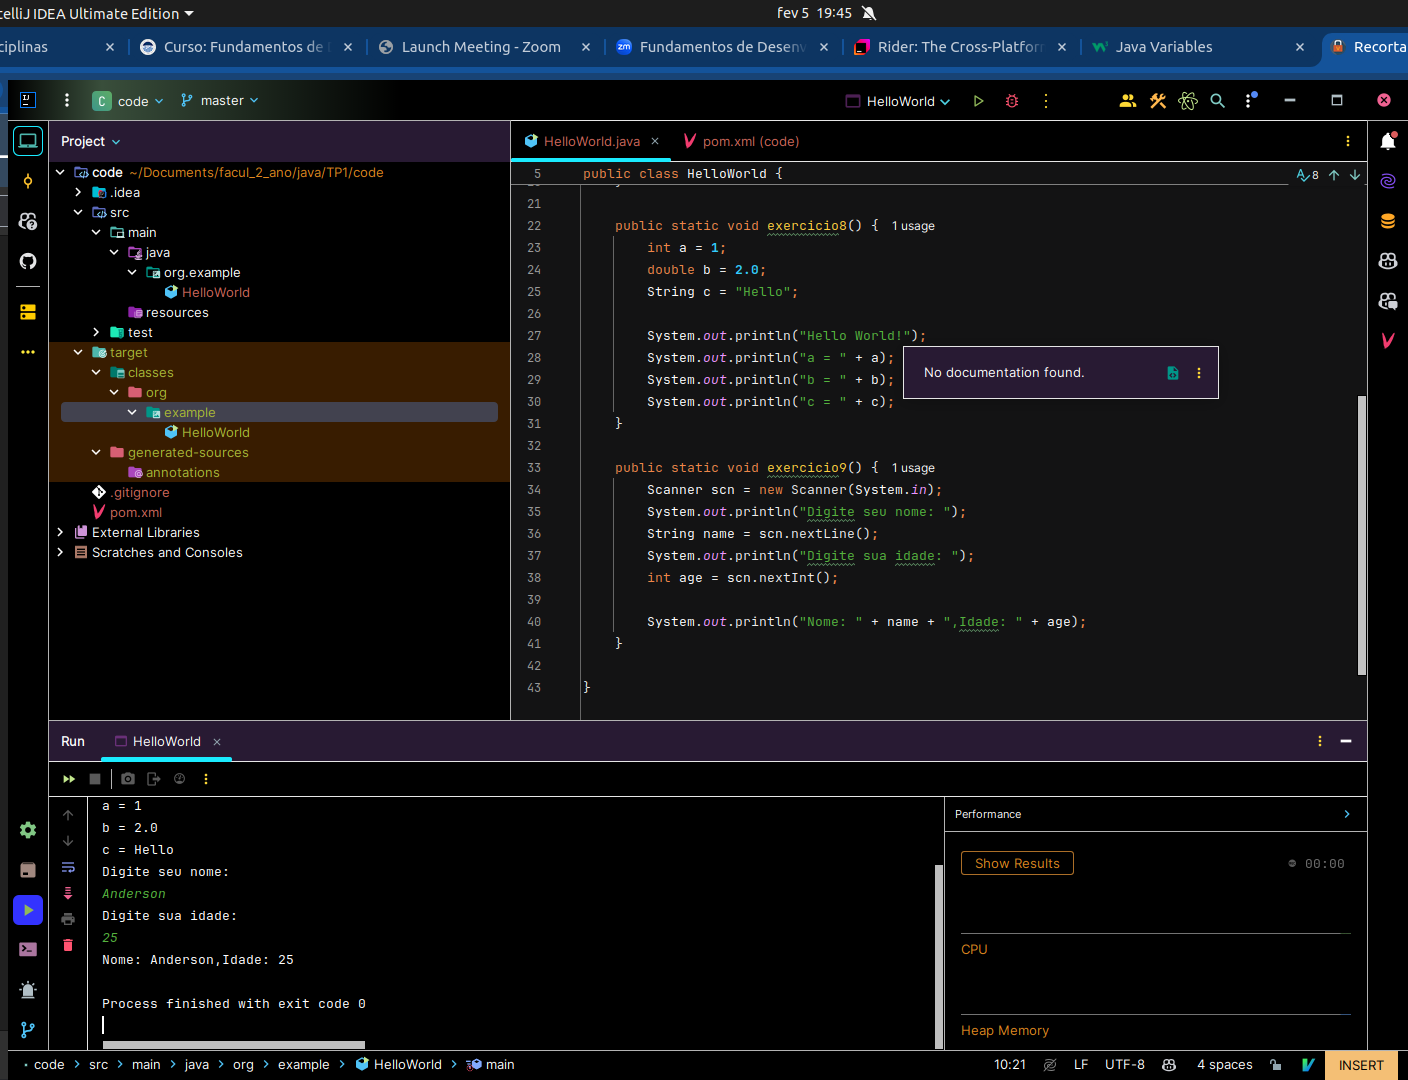 telliJ IDEA Ultimate Edition
fev 5 19:45
ciplinas
Curso: Fundamentos de
Launch Meeting - Zoom
zm
Fundamentos de Desenv
Rider: The Cross-Platform
Java Variables
Recorta
IJ
C code
master
HelloWorld
Project
HelloWorld.java
pom.xml (code)
code ~/Documents/facul_2_ano/java/TP1/code
.idea
src
main
java
org.example
HelloWorld
resources
test
target
classes
org
example
HelloWorld
generated-sources
annotations
.gitignore
pom.xml
External Libraries
Scratches and Consoles
5 public class HelloWorld {
8
21
22 public static void exercicio8() { 1 usage
23 int a = 1;
24 double b = 2.0;
25 String c = "Hello";
26
27 System.out.println("Hello World!");
28 System.out.println("a = " + a);
29 System.out.println("b = " + b);
30 System.out.println("c = " + c);
31 }
32
33 public static void exercicio9() { 1 usage
34 Scanner scn = new Scanner(System.in);
35 System.out.println("Digite seu nome: ");
36 String name = scn.nextLine();
37 System.out.println("Digite sua idade: ");
38 int age = scn.nextInt();
39
40 System.out.println("Nome: " + name + ",Idade: " + age);
41 }
42
43 }
No documentation found.
Run
HelloWorld
a = 1
b = 2.0
c = Hello
Digite seu nome:
Anderson
Digite sua idade:
25
Nome: Anderson,Idade: 25
Process finished with exit code 0
Performance
Show Results
00:00
CPU
Heap Memory
code > src > main > java > org > example > HelloWorld > main
10:21
LF
UTF-8
4 spaces
INSERT